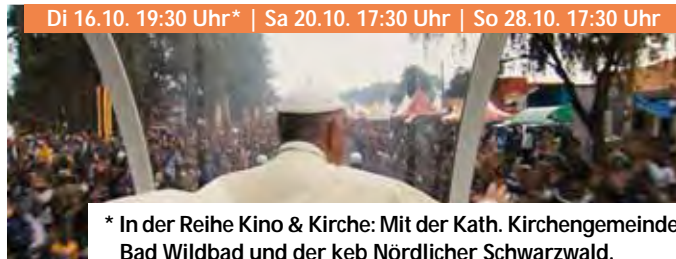 Di 16.10. 19:30 Uhr* | Sa 20.10. 17:30 Uhr | So 28.10. 17:30 Uhr
* In der Reihe Kino & Kirche: Mit der Kath. Kirchengemeinde
Bad Wildbad und der keb Nördlicher Schwarzwald.